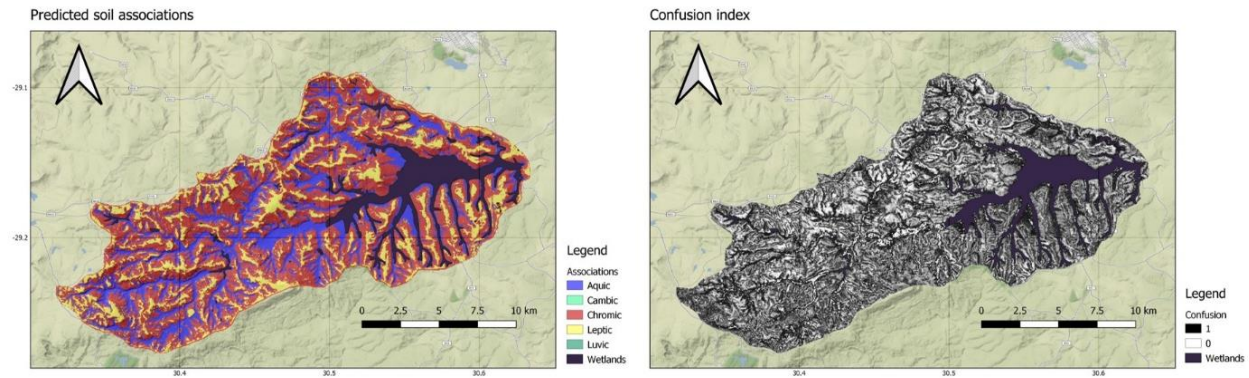 Predicted soil associations
-29.1
-29.2
30.4
30.5
30.6
0
2.5
5
7.5
10 km
Legend
Associations
Aquic
Cambic
Chromic
Leptic
Luvic
Wetlands
Confusion index
30.4
30.5
30.6
0
2.5
5
7.5
10 km
Legend
Confusion
1
0
Wetlands